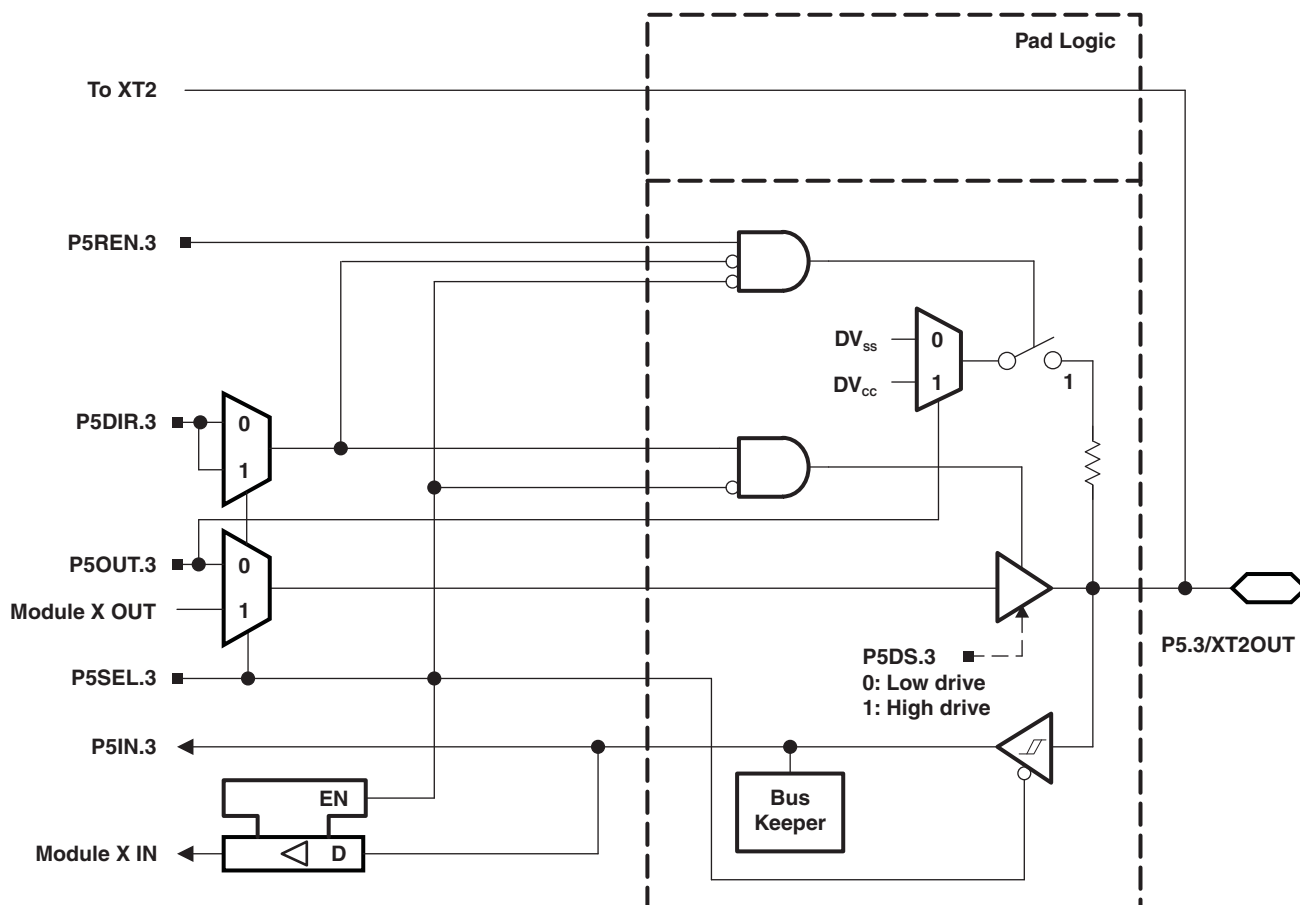 Pad Logic
To XT2
P5REN.3
DVss
0
DVcc
1
1
P5DIR.3
0
1
P5OUT.3
0
Module X OUT
1
P5DS.3
0: Low drive
1: High drive
P5.3/XT2OUT
P5SEL.3
P5IN.3
Bus
Keeper
EN
Module X IN
D